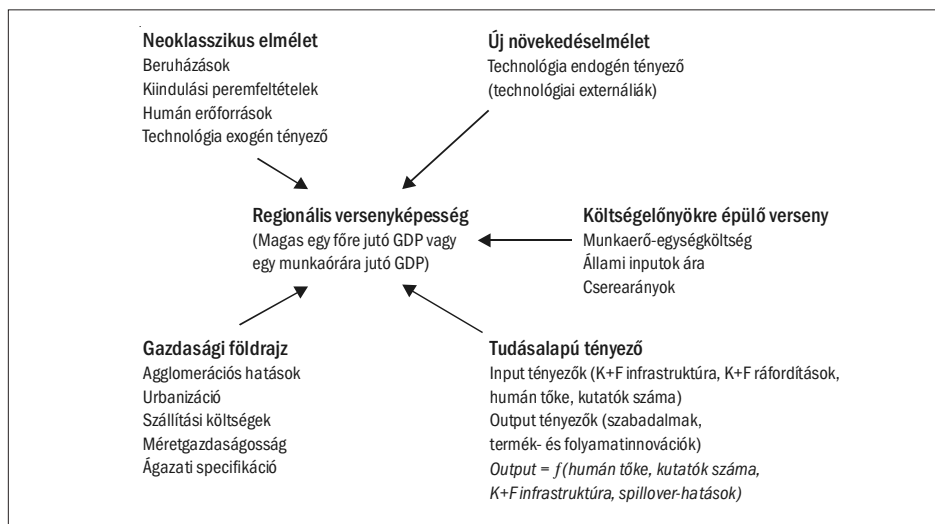 Neoklasszikus elmélet
Beruházások
Kiindulási peremfeltételek
Humán erőforrások
Technológia exogén tényező
Új növekedéselmélet
Technológia endogén tényező
(technológiai externáliák)
Regionális versenyképesség
(Magas egy főre jutó GDP vagy
egy munkaórára jutó GDP)
Költségelőnyökre épülő verseny
Munkaerő-egységköltség
Állami inputok ára
Cserearányok
Gazdasági földrajz
Agglomerációs hatások
Urbanizáció
Szállítási költségek
Méretgazdaságosság
Ágazati specifikáció
Tudásalapú tényező
Input tényezők (K+F infrastruktúra, K+F ráfordítások,
humán tőke, kutatók száma)
Output tényezők (szabadalmak,
termék- és folyamatinnovációk)
Output = f (humán tőke, kutatók száma,
K+F infrastruktúra, spillover-hatások)